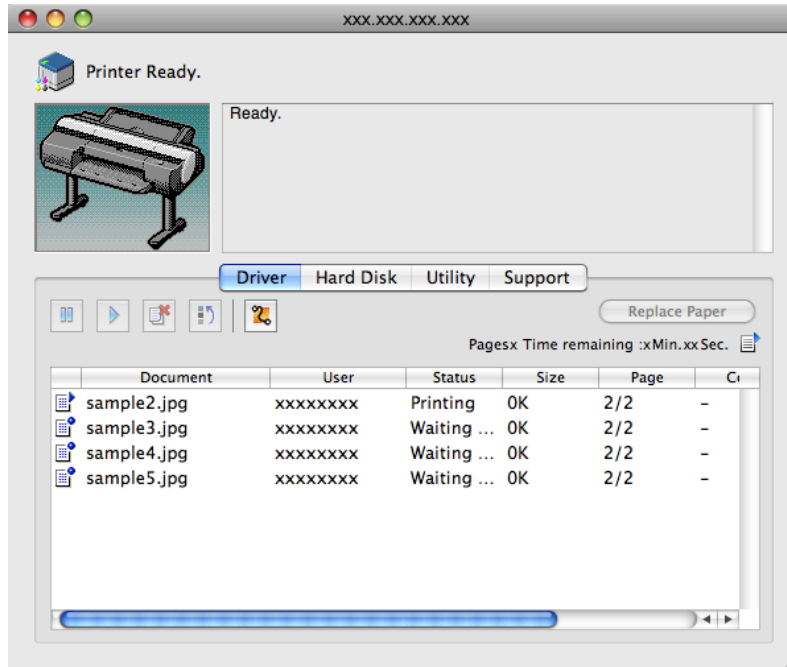 xxx.xxx.xxx.xxx
Printer Ready.
Ready.
Driver Hard Disk Utility Support
Replace Paper
Pagesx Time remaining :xMin.xx Sec.
Document User Status Size Page
sample2.jpg xxxxxxxx Printing 0K 2/2 –
sample3.jpg xxxxxxxx Waiting ... 0K 2/2 –
sample4.jpg xxxxxxxx Waiting ... 0K 2/2 –
sample5.jpg xxxxxxxx Waiting ... 0K 2/2 –